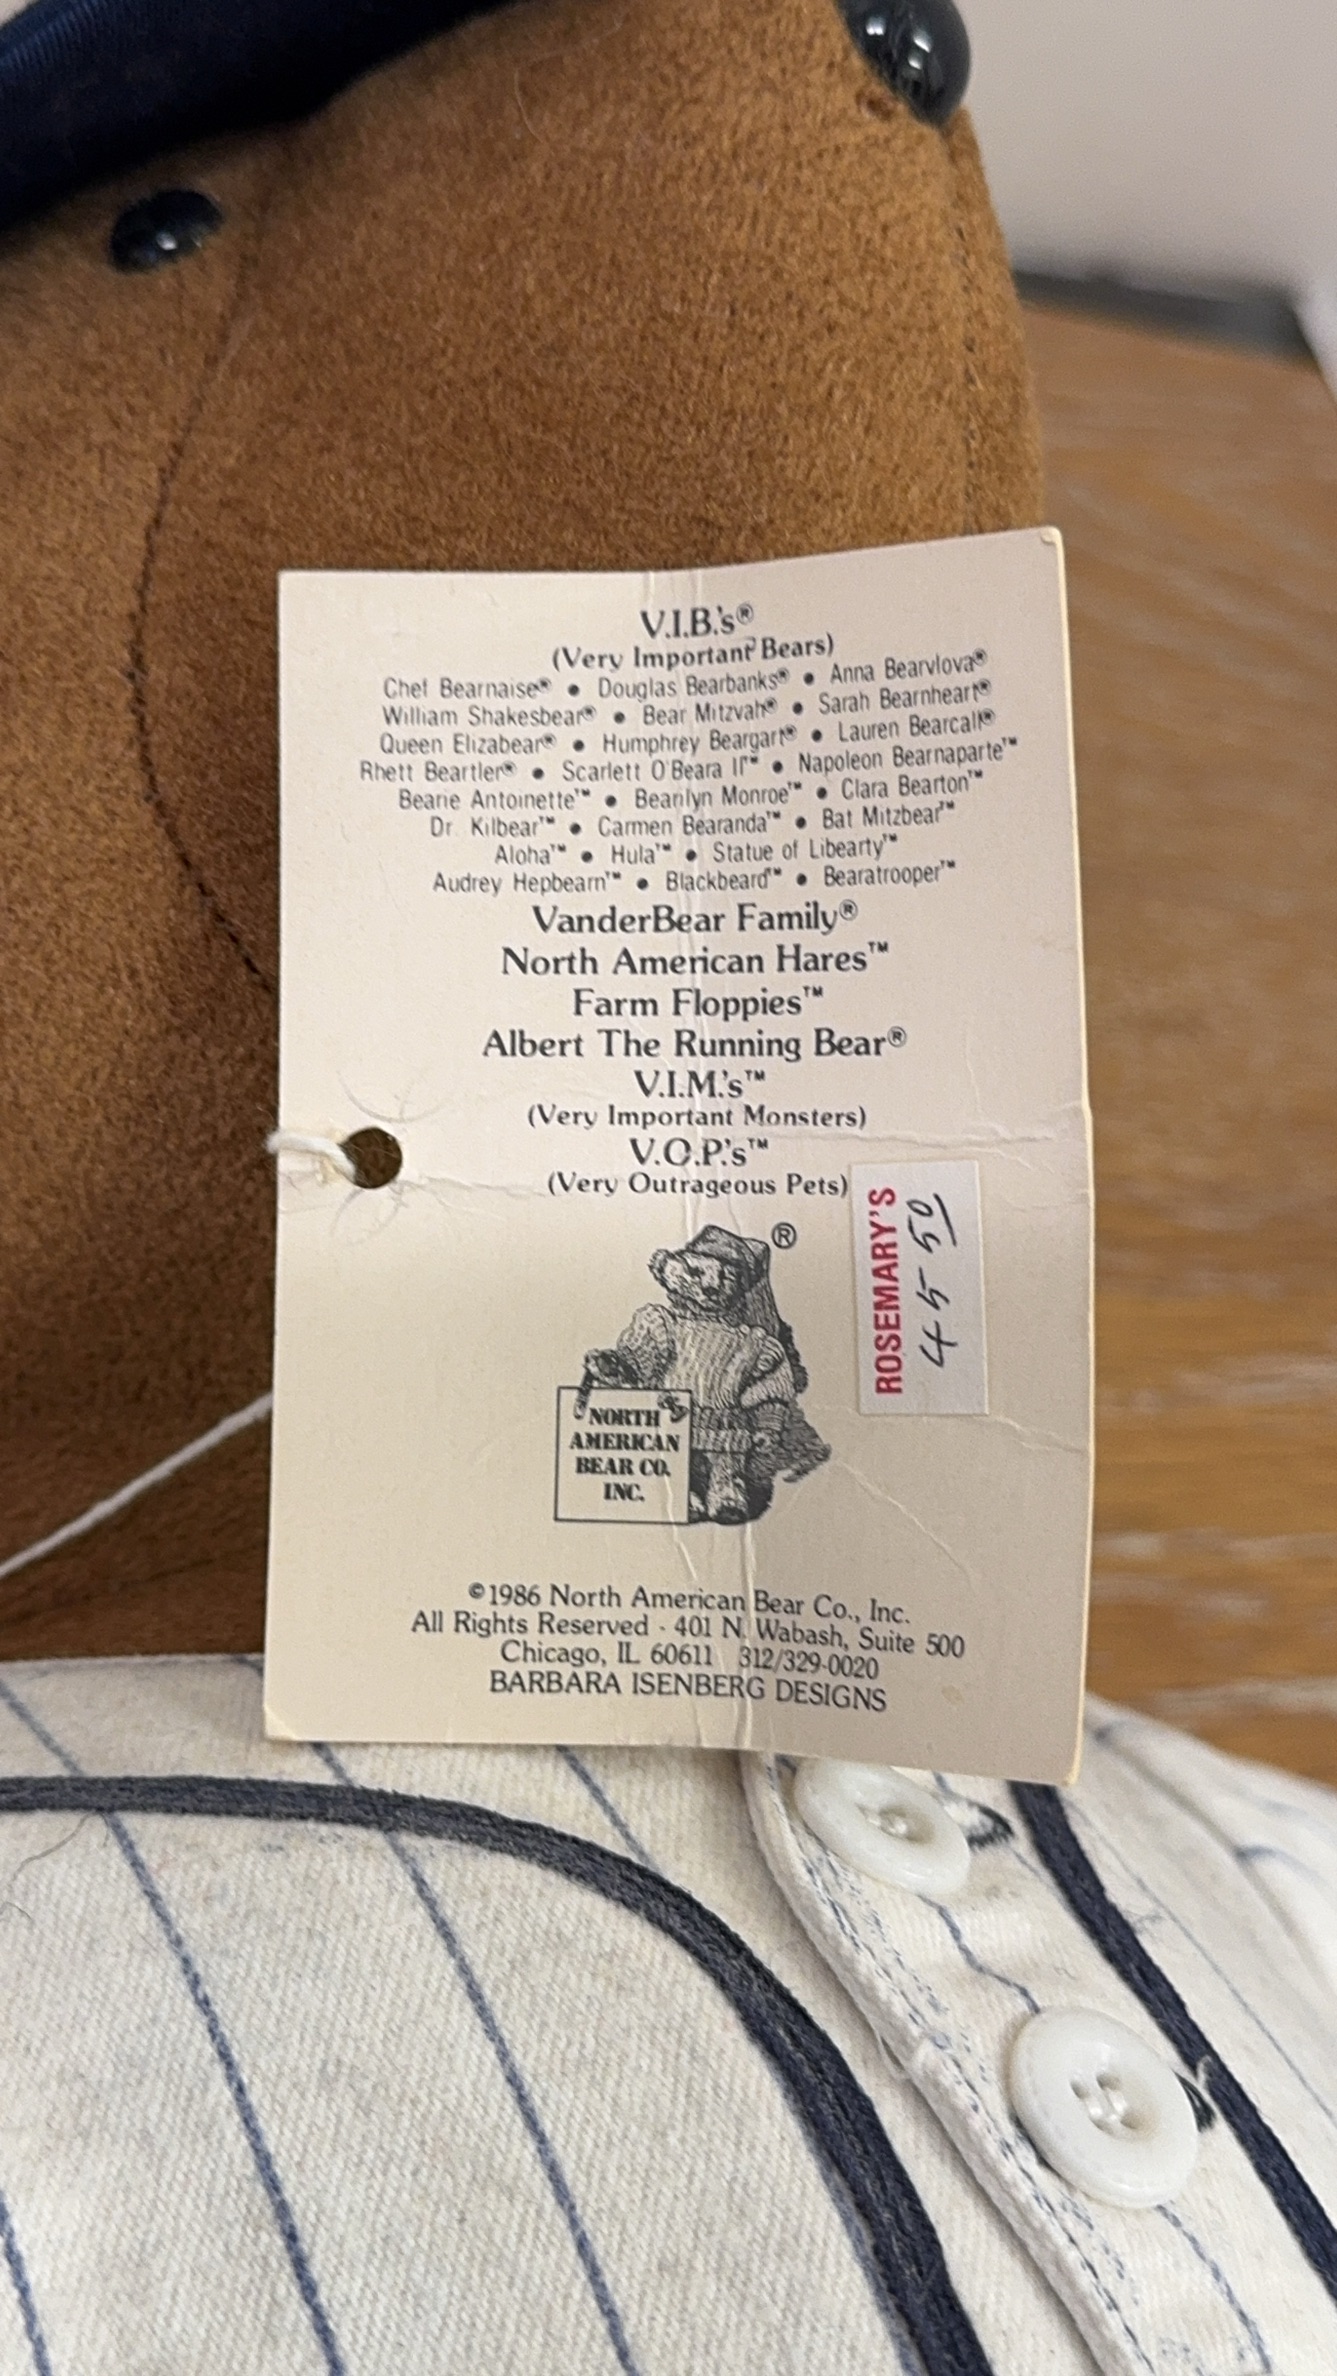 V.I.B.'s®
(Very Important Bears)
Chef Bearnaise® • Douglas Bearbanks® • Anna Bearvlova®
William Shakesbear® • Bear Mitzvah® • Sarah Bearnheart®
Queen Elizabear® • Humphrey Beargart® • Lauren Bearcall®
Rhett Beartler® • Scarlett O'Beara II™ • Napoleon Bearnaparte™
Bearie Antoinette™ • Bearilyn Monroe™ • Clara Bearton™
Dr. Kilbear™ • Carmen Bearanda™ • Bat Mitzbear™
Aloha™ • Hula™ • Statue of Libearty™
Audrey Hepbearn™ • Blackbeard™ • Bearatrooper™
VanderBear Family®
North American Hares™
Farm Floppies™
Albert The Running Bear®
V.I.M.'s™
(Very Important Monsters)
V.O.P.'s™
(Very Outrageous Pets)
ROSEMARY'S
45 50
®
NORTH
AMERICAN
BEAR CO.
INC.
©1986 North American Bear Co., Inc.
All Rights Reserved · 401 N. Wabash, Suite 500
Chicago, IL 60611 312/329-0020
BARBARA ISENBERG DESIGNS